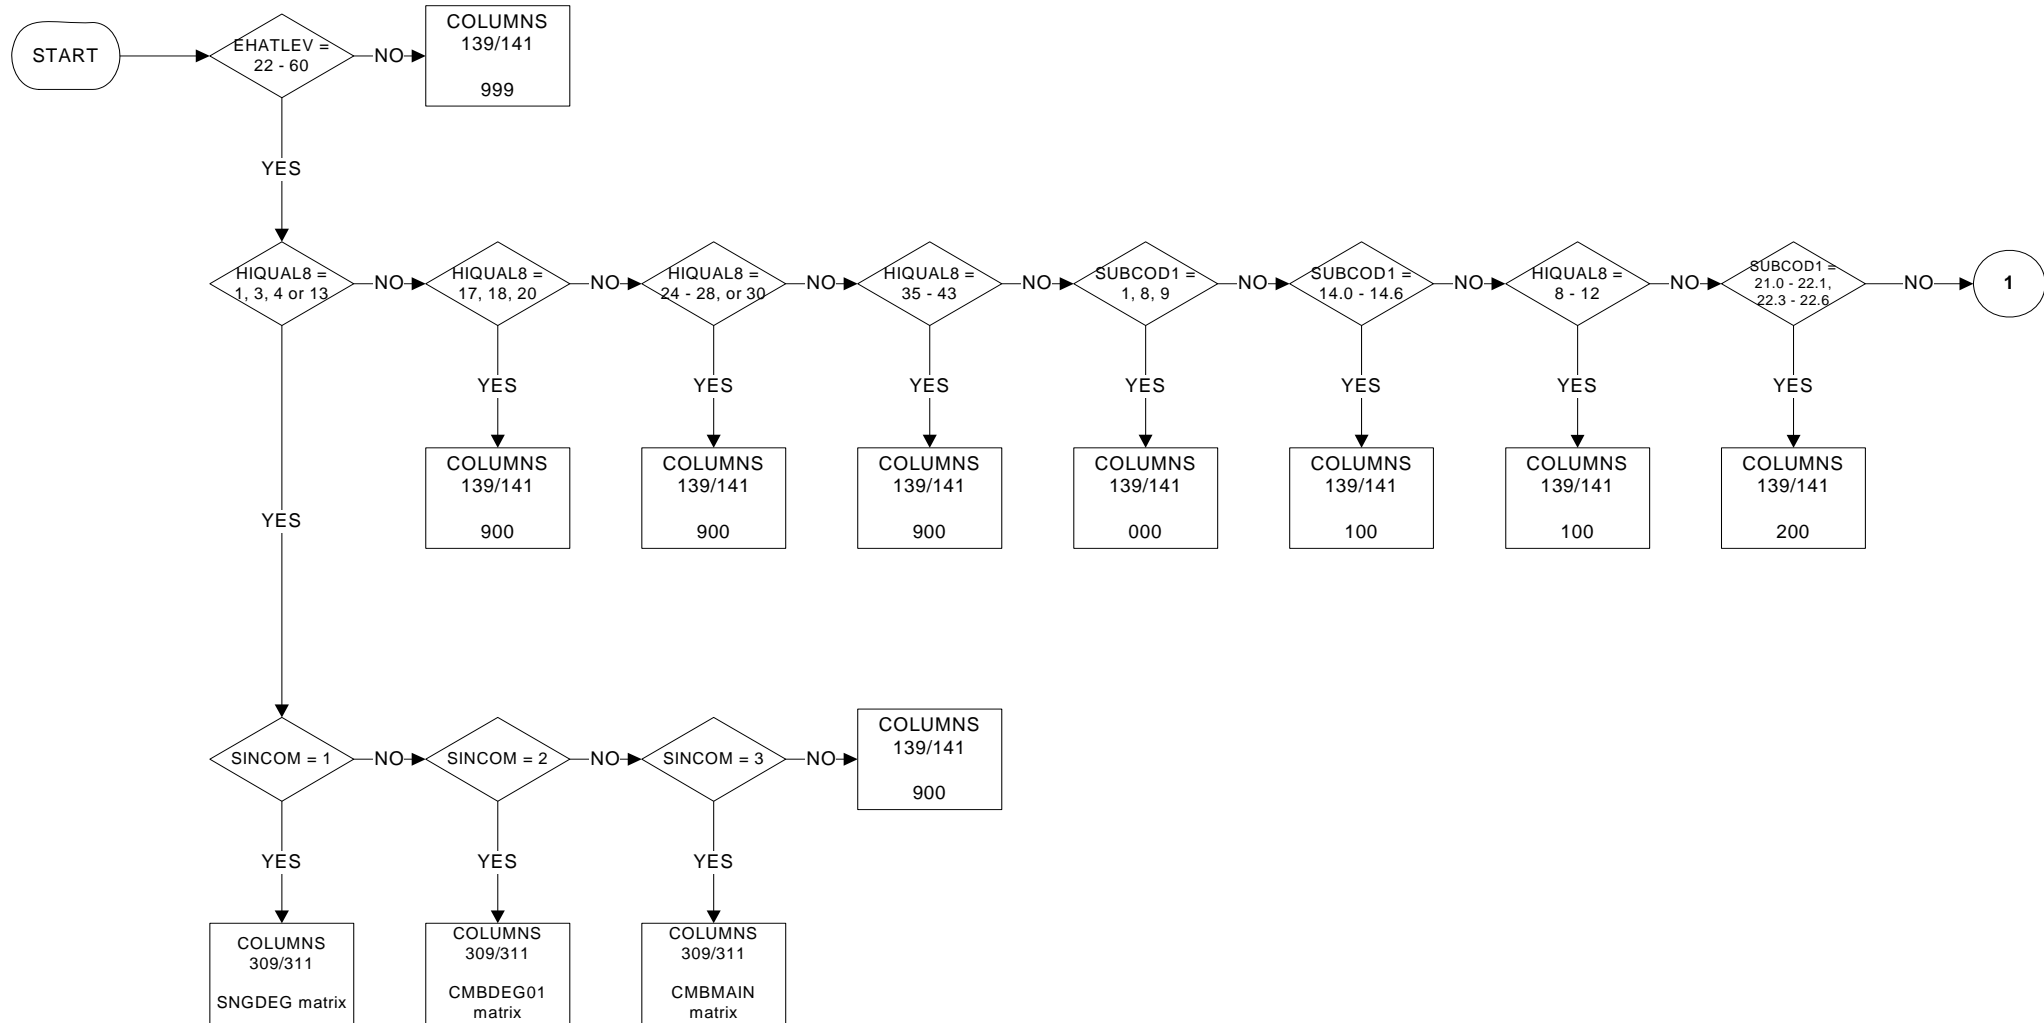 START
EHATLEV =
22 - 60
NO
COLUMNS
139/141
999
YES
HIQUAL8 =
1, 3, 4 or 13
NO
HIQUAL8 =
17, 18, 20
NO
HIQUAL8 =
24 - 28, or 30
NO
HIQUAL8 =
35 - 43
NO
SUBCOD1 =
1, 8, 9
NO
SUBCOD1 =
14.0 - 14.6
NO
HIQUAL8 =
8 - 12
NO
SUBCOD1 =
21.0 - 22.1,
22.3 - 22.6
NO
1
YES
YES
YES
YES
YES
YES
YES
COLUMNS
139/141
900
COLUMNS
139/141
900
COLUMNS
139/141
900
COLUMNS
139/141
000
COLUMNS
139/141
100
COLUMNS
139/141
100
COLUMNS
139/141
200
YES
SINCOM = 1
NO
SINCOM = 2
NO
SINCOM = 3
NO
COLUMNS
139/141
900
YES
YES
YES
COLUMNS
309/311
SNGDEG matrix
COLUMNS
309/311
CMBDEG01
matrix
COLUMNS
309/311
CMBMAIN
matrix